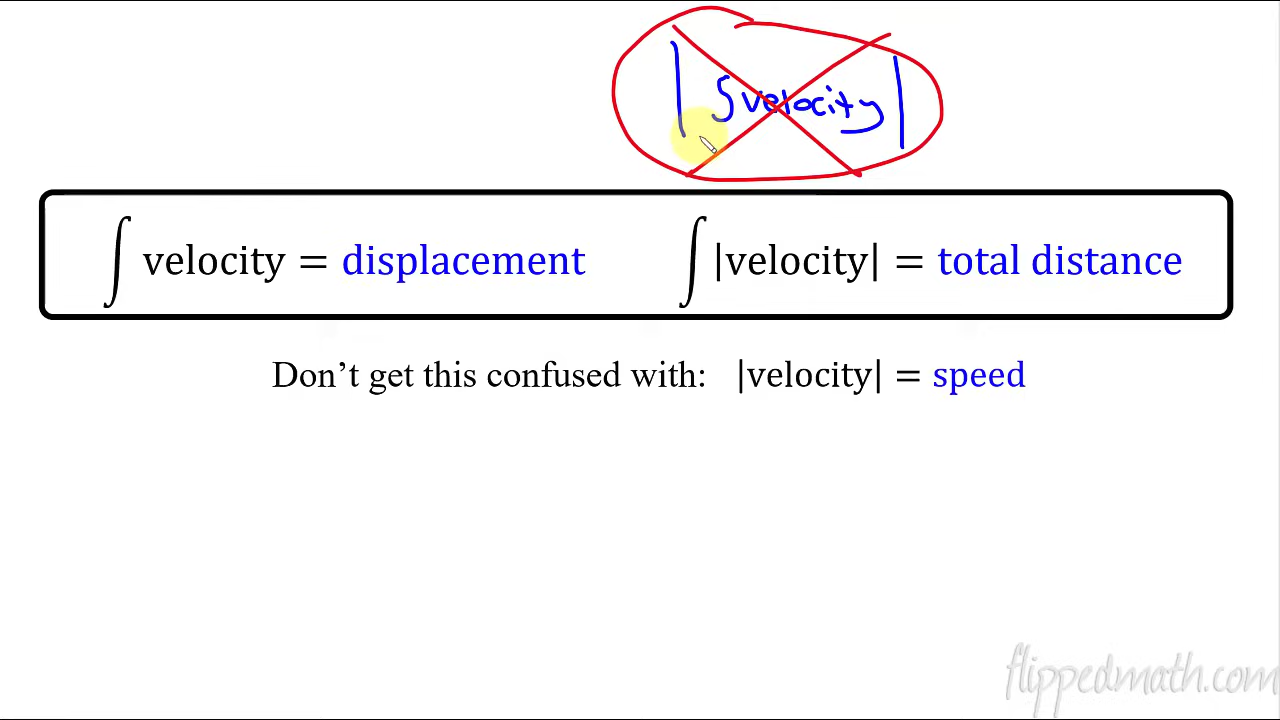 |∫velocity|
∫ velocity = displacement ∫ |velocity| = total distance
Don’t get this confused with: |velocity| = speed
flippedmath.com